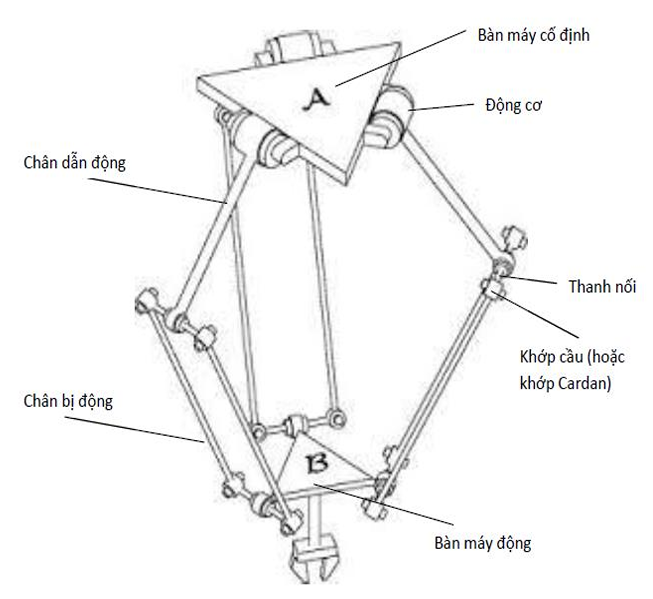 Bàn máy cố định
A
Động cơ
Chân dẫn động
Thanh nối
Khớp cầu (hoặc
khớp Cardan)
Chân bị động
B
Bàn máy động